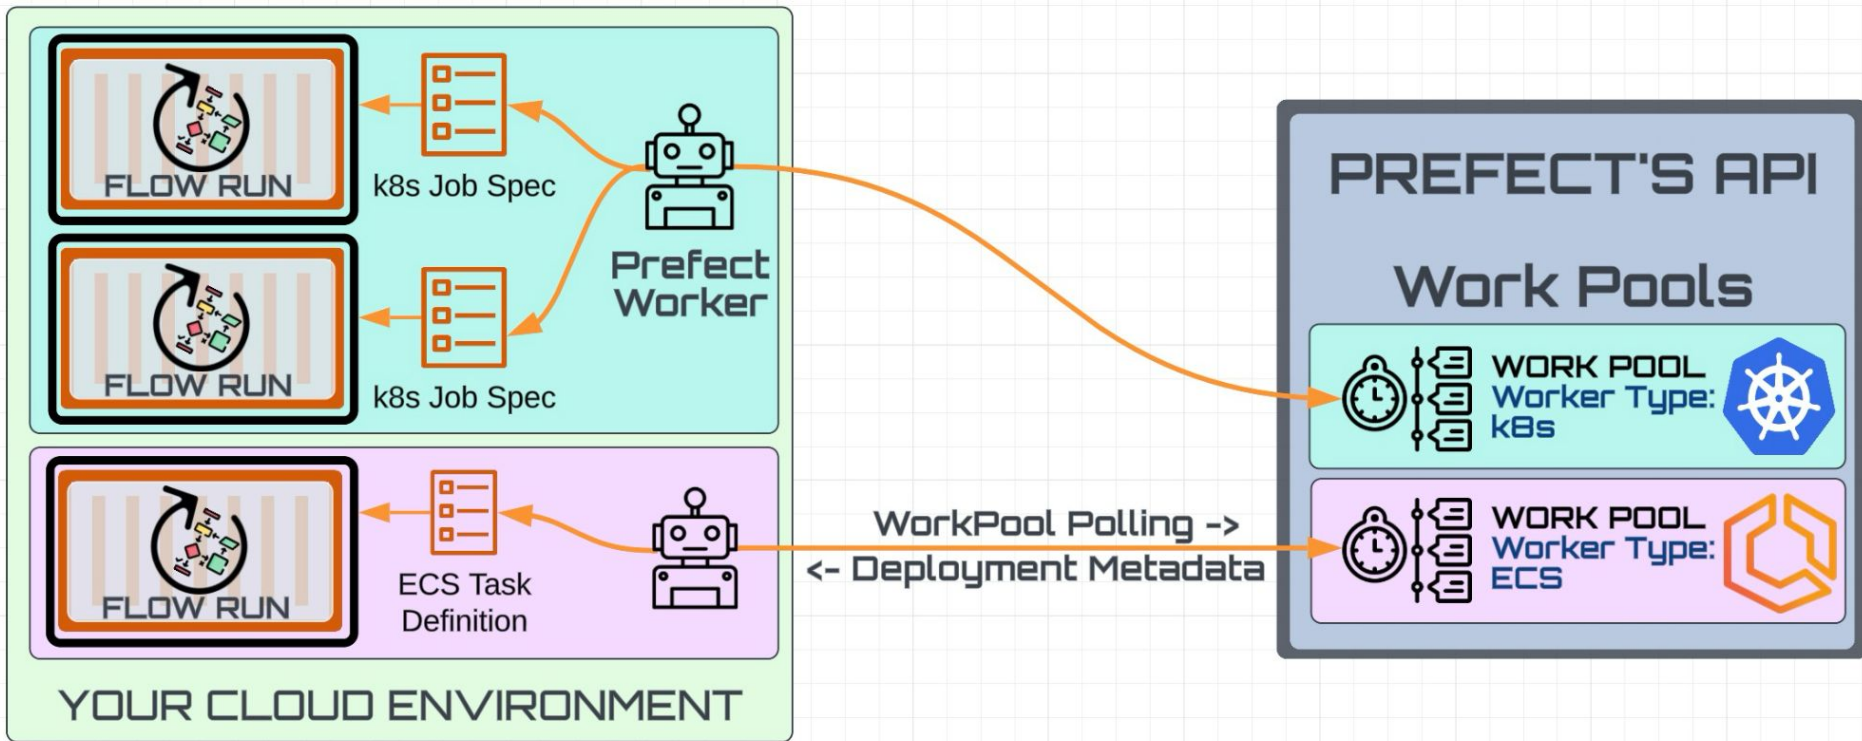 FLOW RUN
k8s Job Spec
Prefect
Worker
FLOW RUN
k8s Job Spec
FLOW RUN
ECS Task
Definition
YOUR CLOUD ENVIRONMENT
WorkPool Polling ->
<- Deployment Metadata
PREFECT'S API
Work Pools
WORK POOL
Worker Type:
k8s
WORK POOL
Worker Type:
ECS